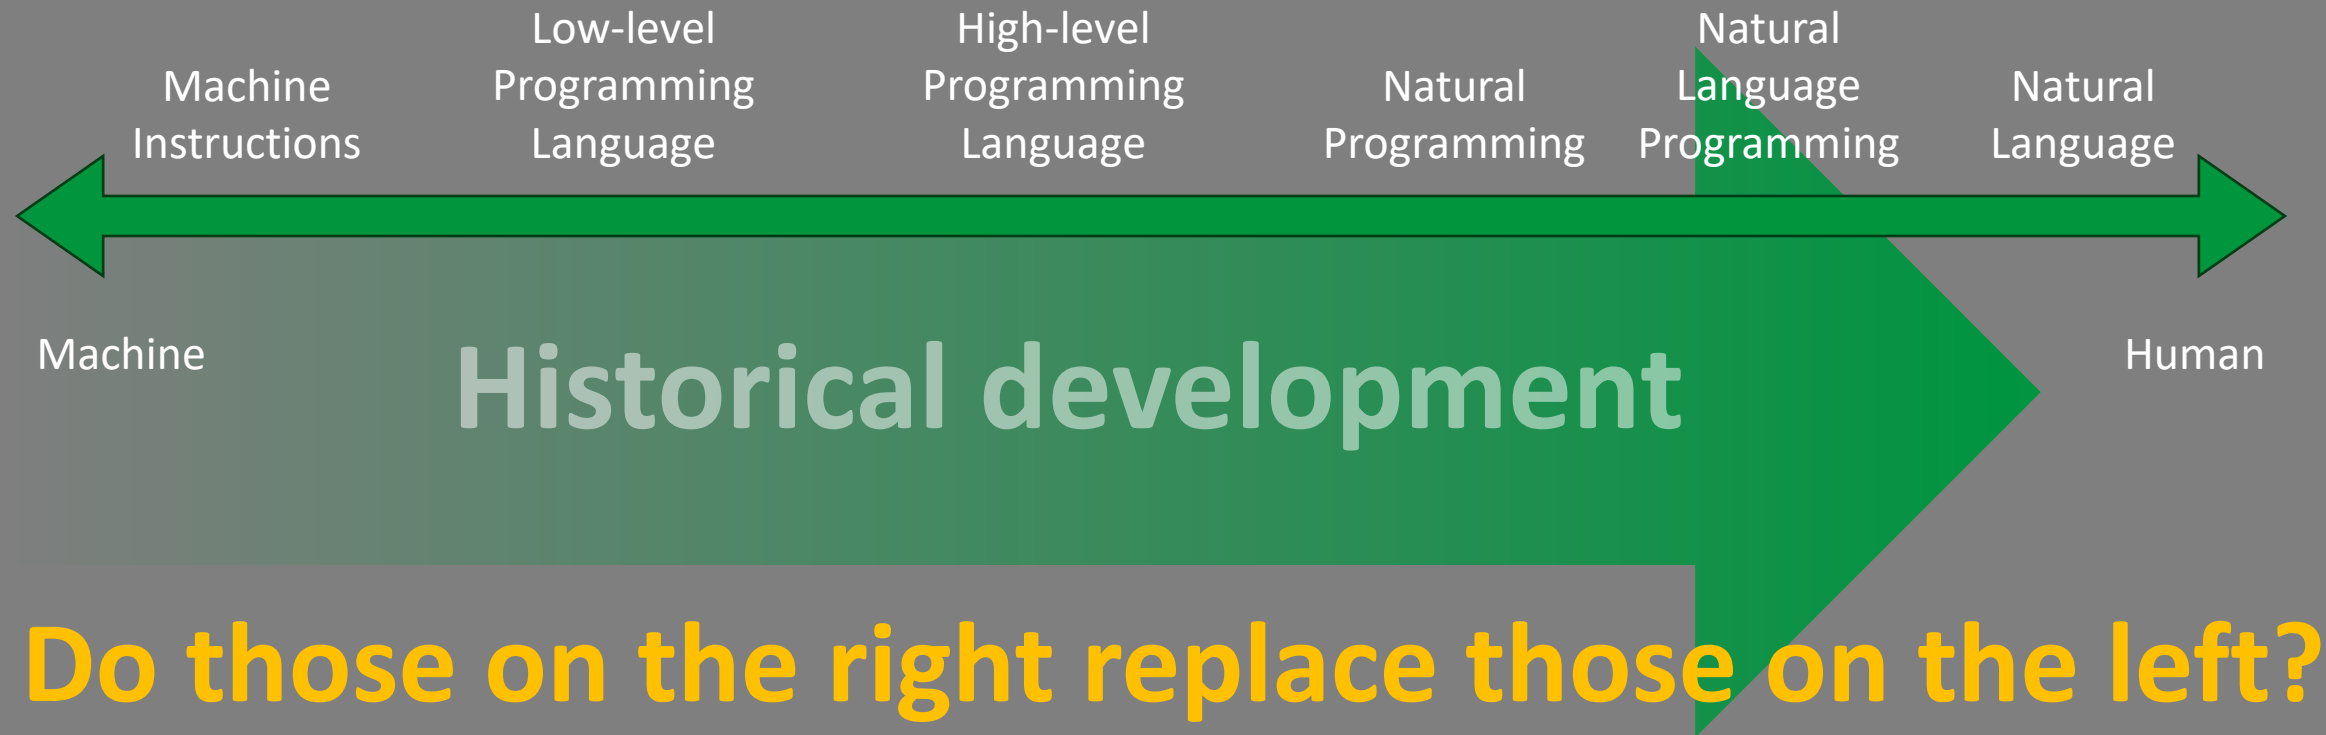 Machine
Instructions
Low-level
Programming
Language
High-level
Programming
Language
Natural
Programming
Natural
Language
Programming
Natural
Language
Machine
Historical development
Human
Do those on the right replace those on the left?